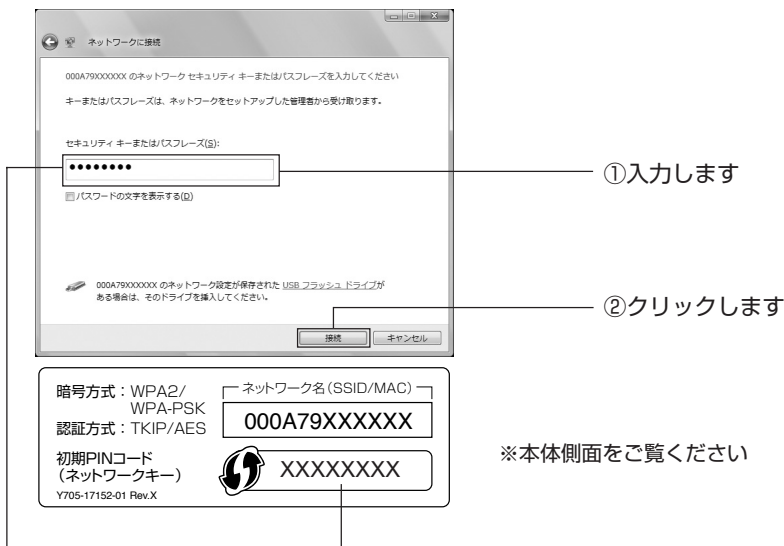 ネットワークに接続
000A79XXXXXX のネットワーク セキュリティ キーまたはパスフレーズを入力してください
キーまたはパスフレーズは、ネットワークをセットアップした管理者から受け取ります。
セキュリティ キーまたはパスフレーズ(S):
●●●●●●●●
①入力します
パスワードの文字を表示する(D)
000A79XXXXXX のネットワーク設定が保存された USB フラッシュ ドライブが
ある場合は、そのドライブを挿入してください。
②クリックします
接続
キャンセル
暗号方式：WPA2/
WPA-PSK
認証方式：TKIP/AES
ネットワーク名(SSID/MAC)
000A79XXXXXX
初期PINコード
(ネットワークキー)
XXXXXXXX
Y705-17152-01 Rev.X
※本体側面をご覧ください